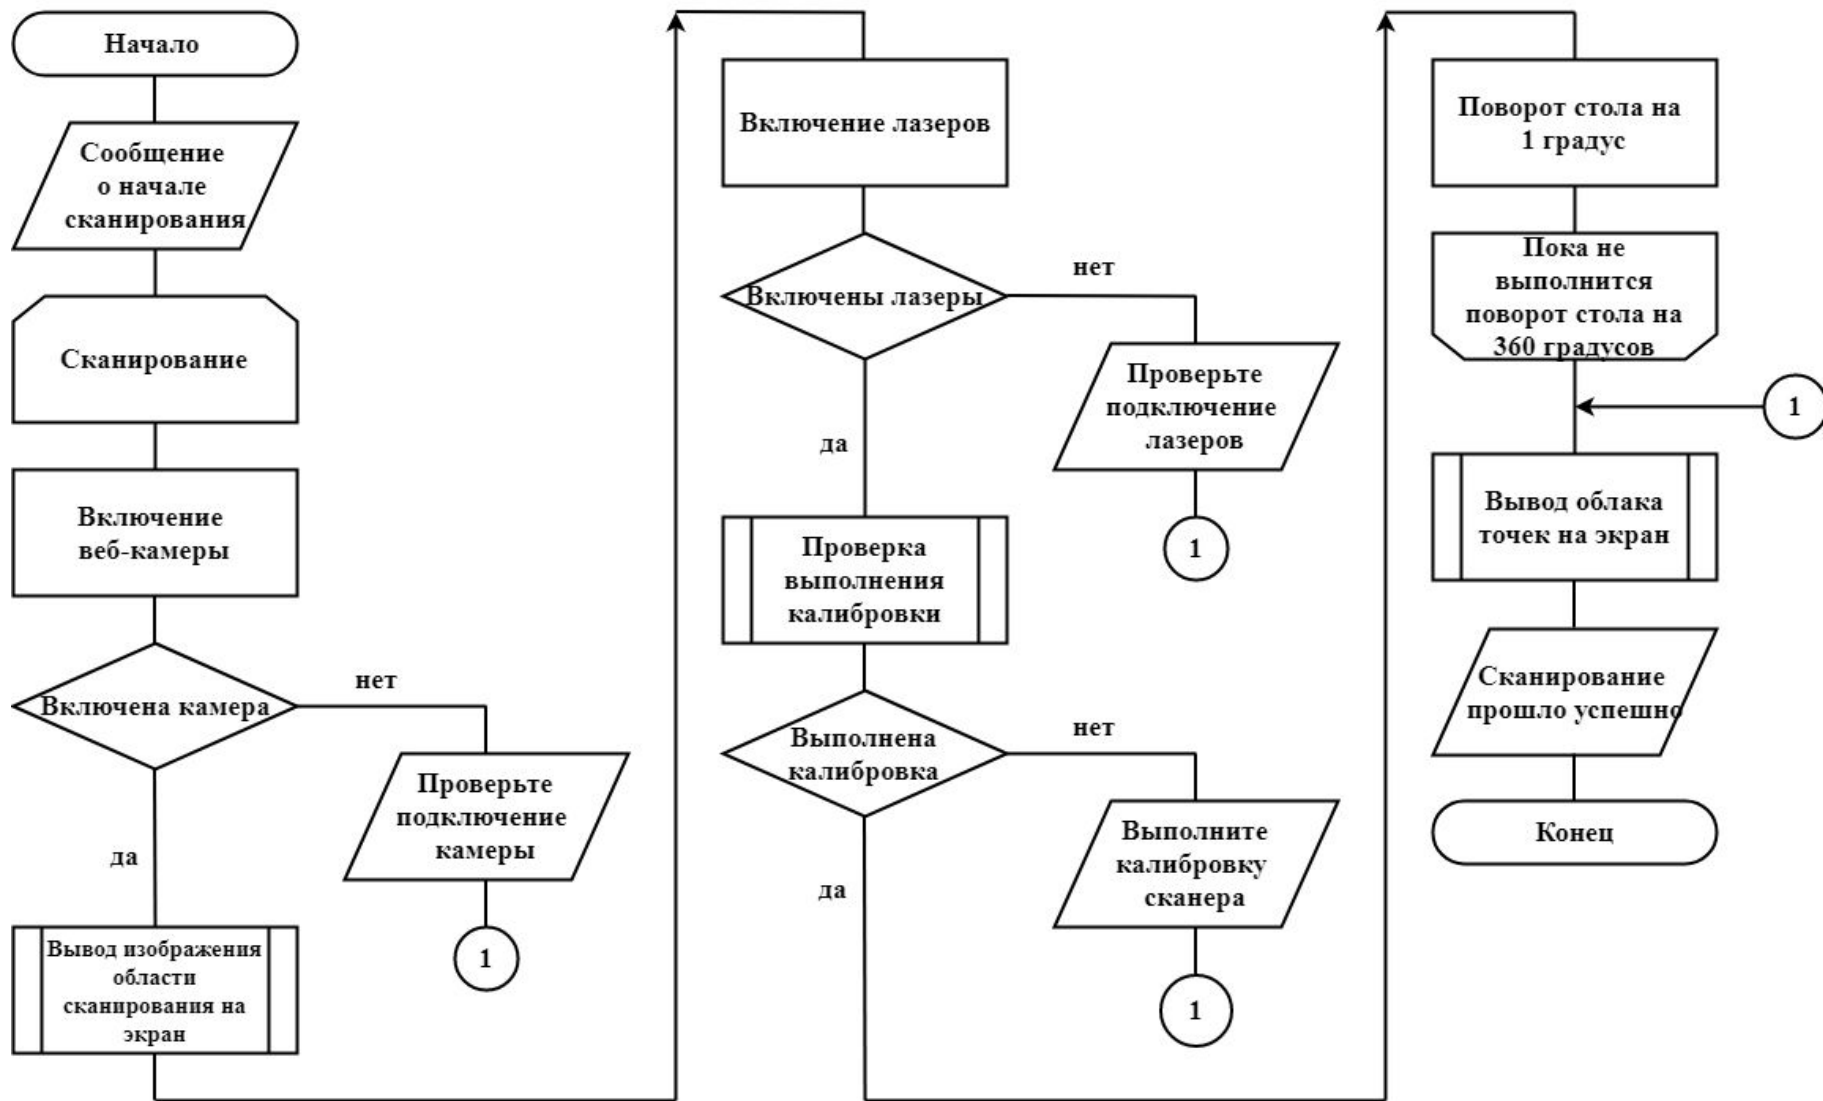 Начало
Сообщение
о начале
сканирования
Сканирование
Включение
веб-камеры
Включена камера
нет
Проверьте
подключение
камеры
1
да
Вывод изображения
области
сканирования на
экран
Включение лазеров
Включены лазеры
нет
Проверьте
подключение
лазеров
1
да
Проверка
выполнения
калибровки
Выполнена
калибровка
нет
Выполните
калибровку
сканера
1
да
Поворот стола на
1 градус
Пока не
выполнится
поворот стола на
360 градусов
1
Вывод облака
точек на экран
Сканирование
прошло успешно
Конец